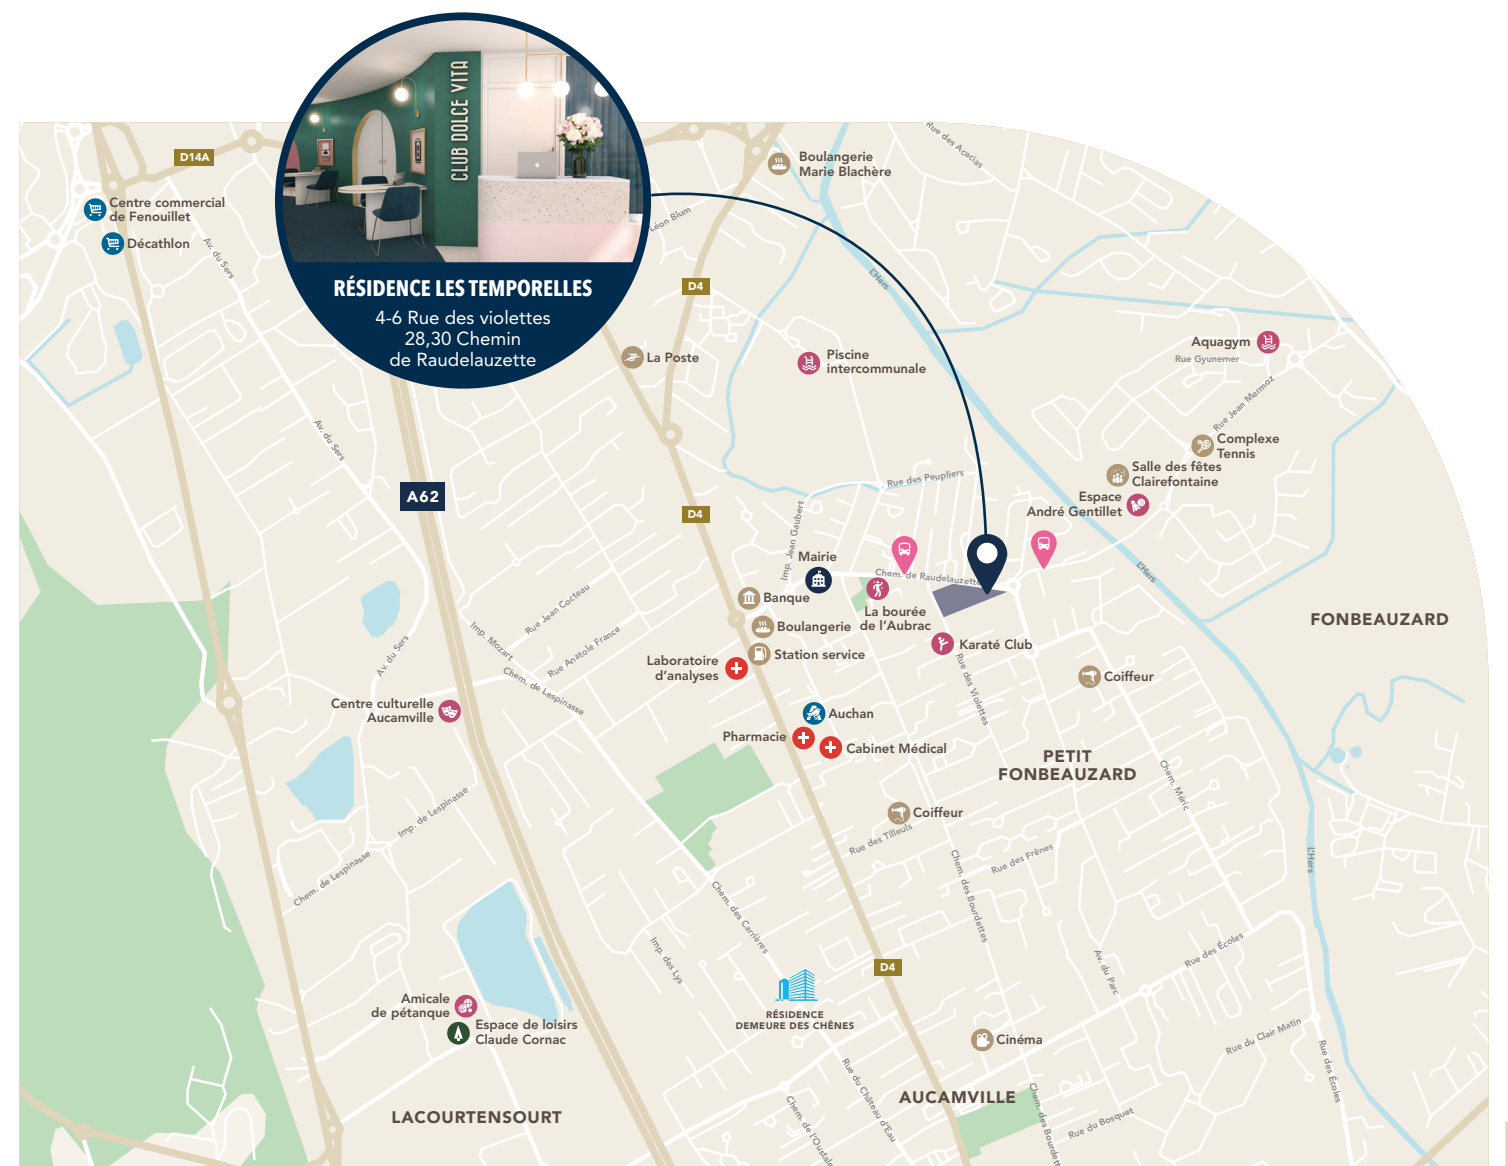 CLUB DOLCE VITA
RÉSIDENCE LES TEMPORELLES
4-6 Rue des violettes
28,30 Chemin
de Raudelauzette
D14A
Centre commercial
de Fenouillet
Décathlon
Av. du Sers
Léon Blum
Boulangerie
Marie Blachère
Rue des Acacias
L'Hers
D4
La Poste
Piscine
intercommunale
Aquagym
Rue Gyunemer
Rue Jean Mermoz
Complexe
Tennis
Salle des fêtes
Clairefontaine
Espace
André Gentillet
Av. du Sers
A62
D4
Rue des Peupliers
Imp. Jean Gaubert
Mairie
Chem. de Raudelauzette
L'Hers
Banque
La bourée
de l'Aubrac
Boulangerie
Station service
Karaté Club
Laboratoire
d'analyses
FONBEAUZARD
Rue Jean Cocteau
Imp. Mozart
Rue Anatole France
Chem. de Lespinasse
Av. du Sers
Centre culturelle
Aucamville
Rue des Violettes
Coiffeur
Auchan
Pharmacie
Cabinet Médical
PETIT
FONBEAUZARD
Chem. Méric
Imp. de Lespinasse
Chem. de Lespinasse
Coiffeur
Rue des Tilleuls
Rue des Frênes
Chem. des Bourdettes
L'Hers
Chem. des Carrières
Imp. des Lys
Rue des Écoles
Av. du Parc
D4
RÉSIDENCE
DEMEURE DES CHÊNES
Amicale
de pétanque
Espace de loisirs
Claude Cornac
Cinéma
Rue du Clair Matin
Rue des Écoles
Rue du Château d'Eau
Chem. de l'Oustale
AUCAMVILLE
Chem. des Bourdett
Rue du Bosquet
LACOURTENSOURT